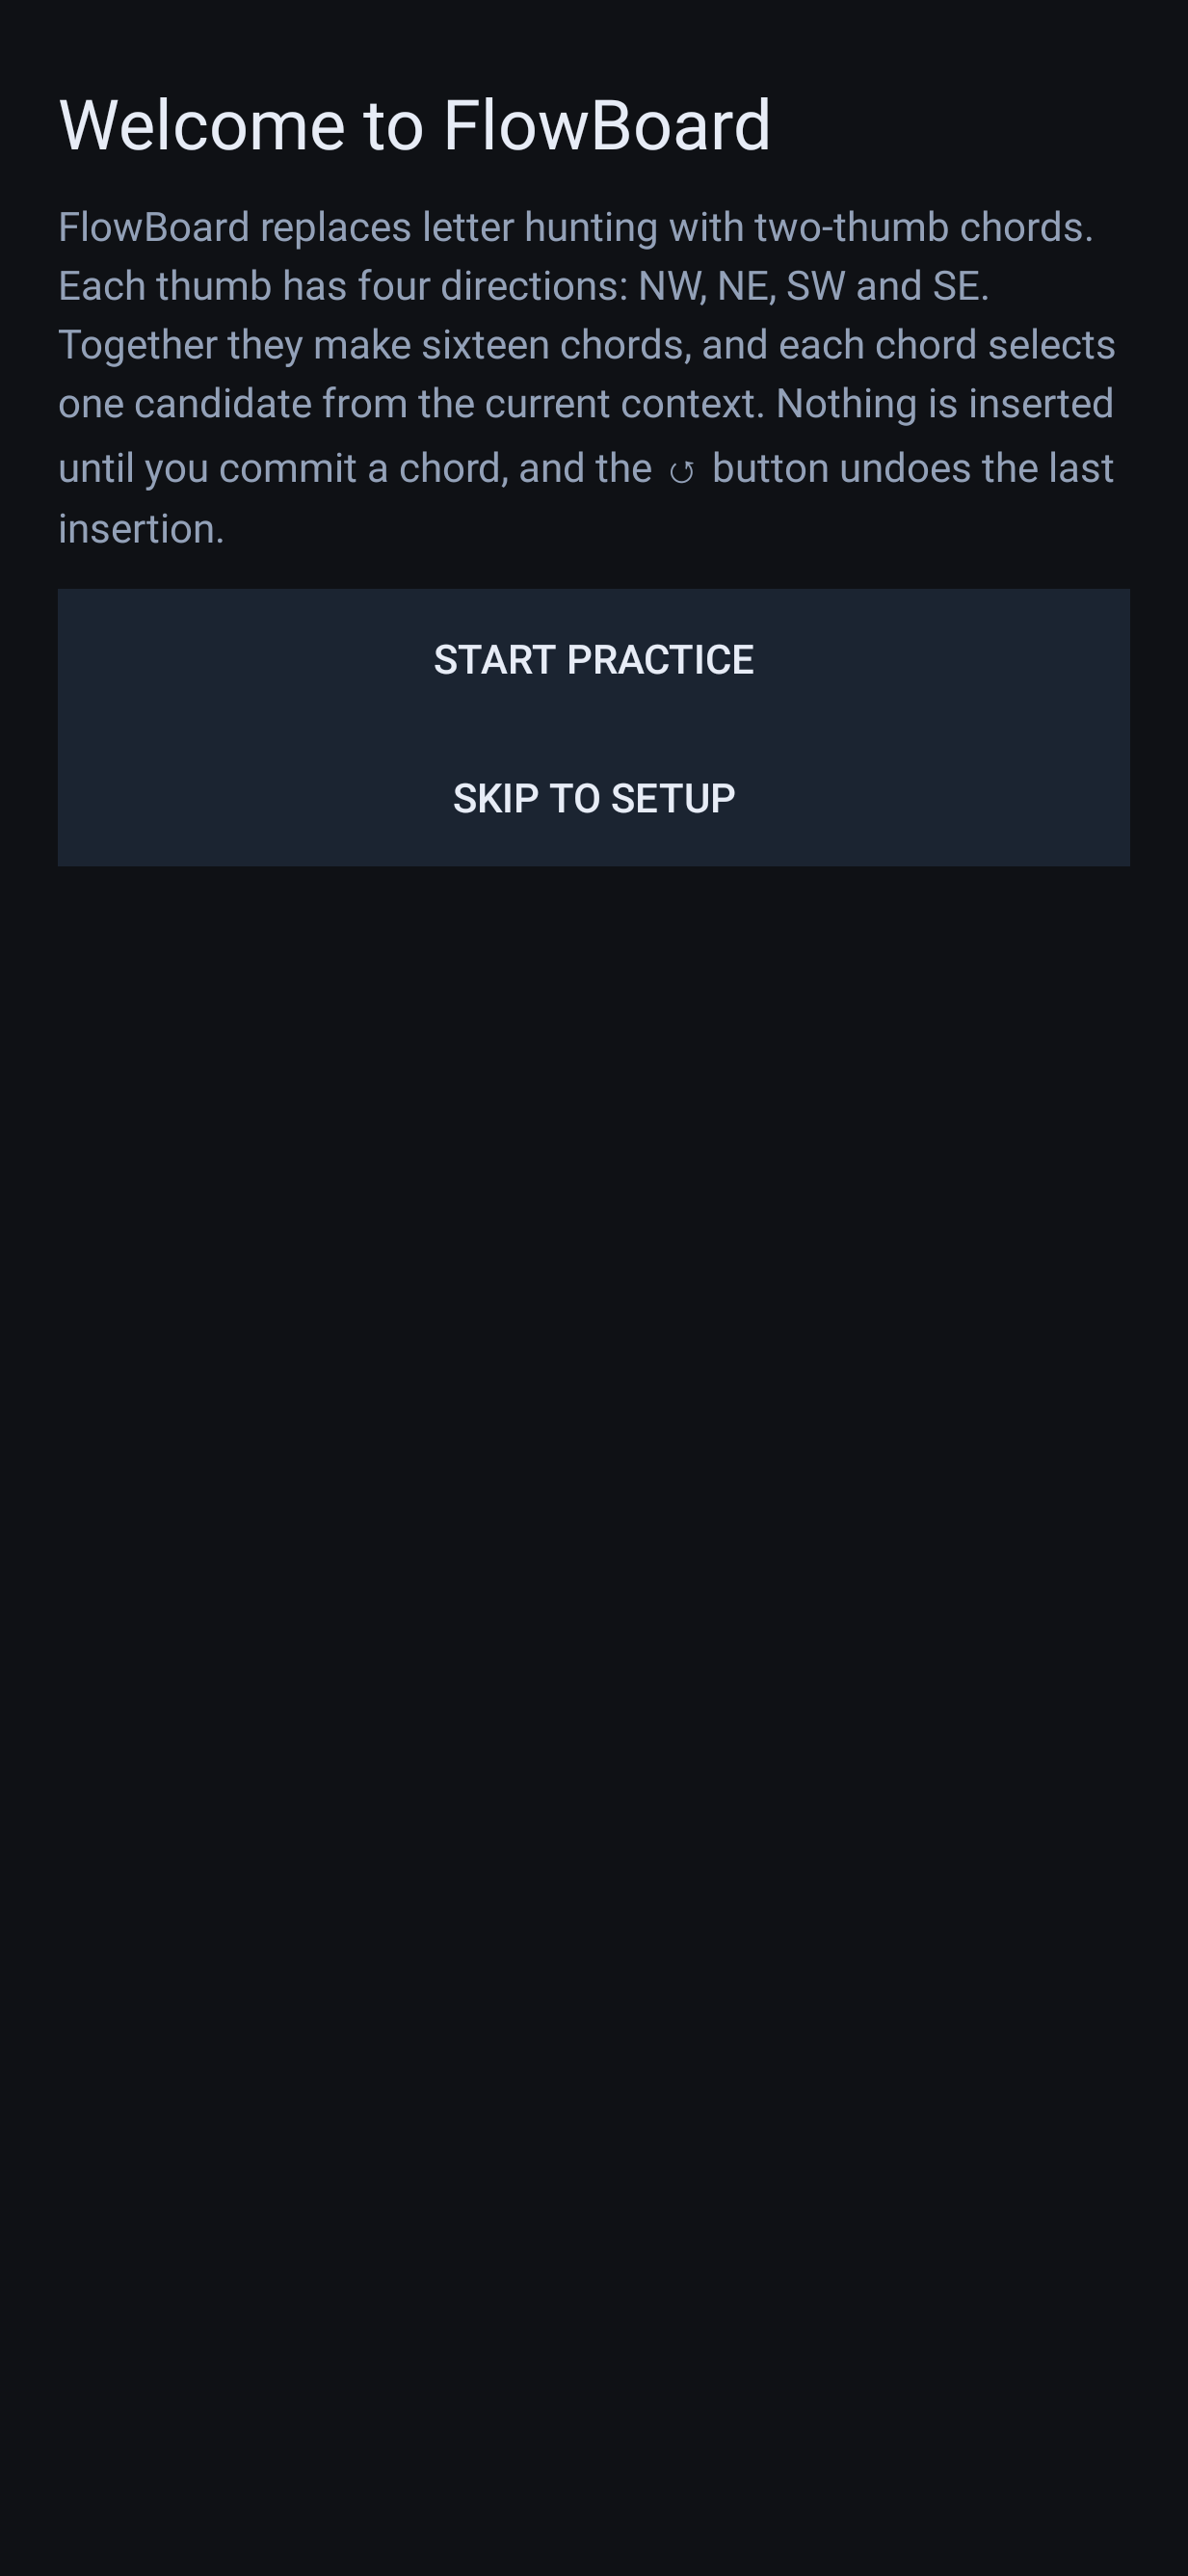 Welcome to FlowBoard
FlowBoard replaces letter hunting with two-thumb chords.
Each thumb has four directions: NW, NE, SW and SE.
Together they make sixteen chords, and each chord selects
one candidate from the current context. Nothing is inserted
until you commit a chord, and the ↺ button undoes the last
insertion.
START PRACTICE
SKIP TO SETUP